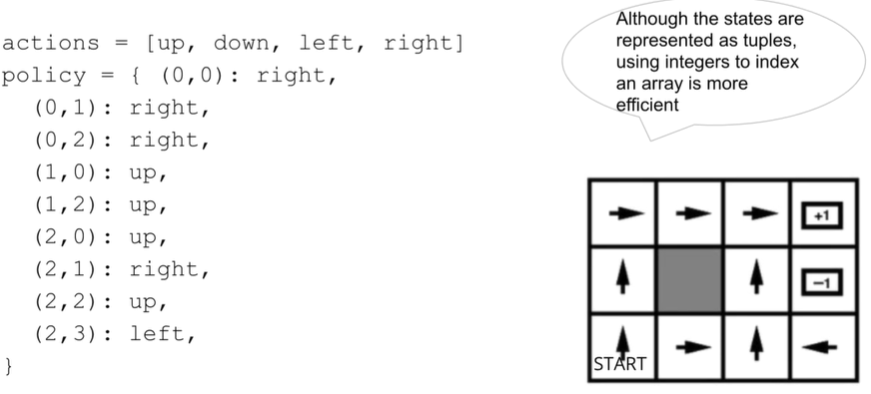 actions = [up, down, left, right]
policy = { (0,0): right,
(0,1): right,
(0,2): right,
(1,0): up,
(1,2): up,
(2,0): up,
(2,1): right,
(2,2): up,
(2,3): left,
}
Although the states are
represented as tuples,
using integers to index
an array is more
efficient
+1
−1
START